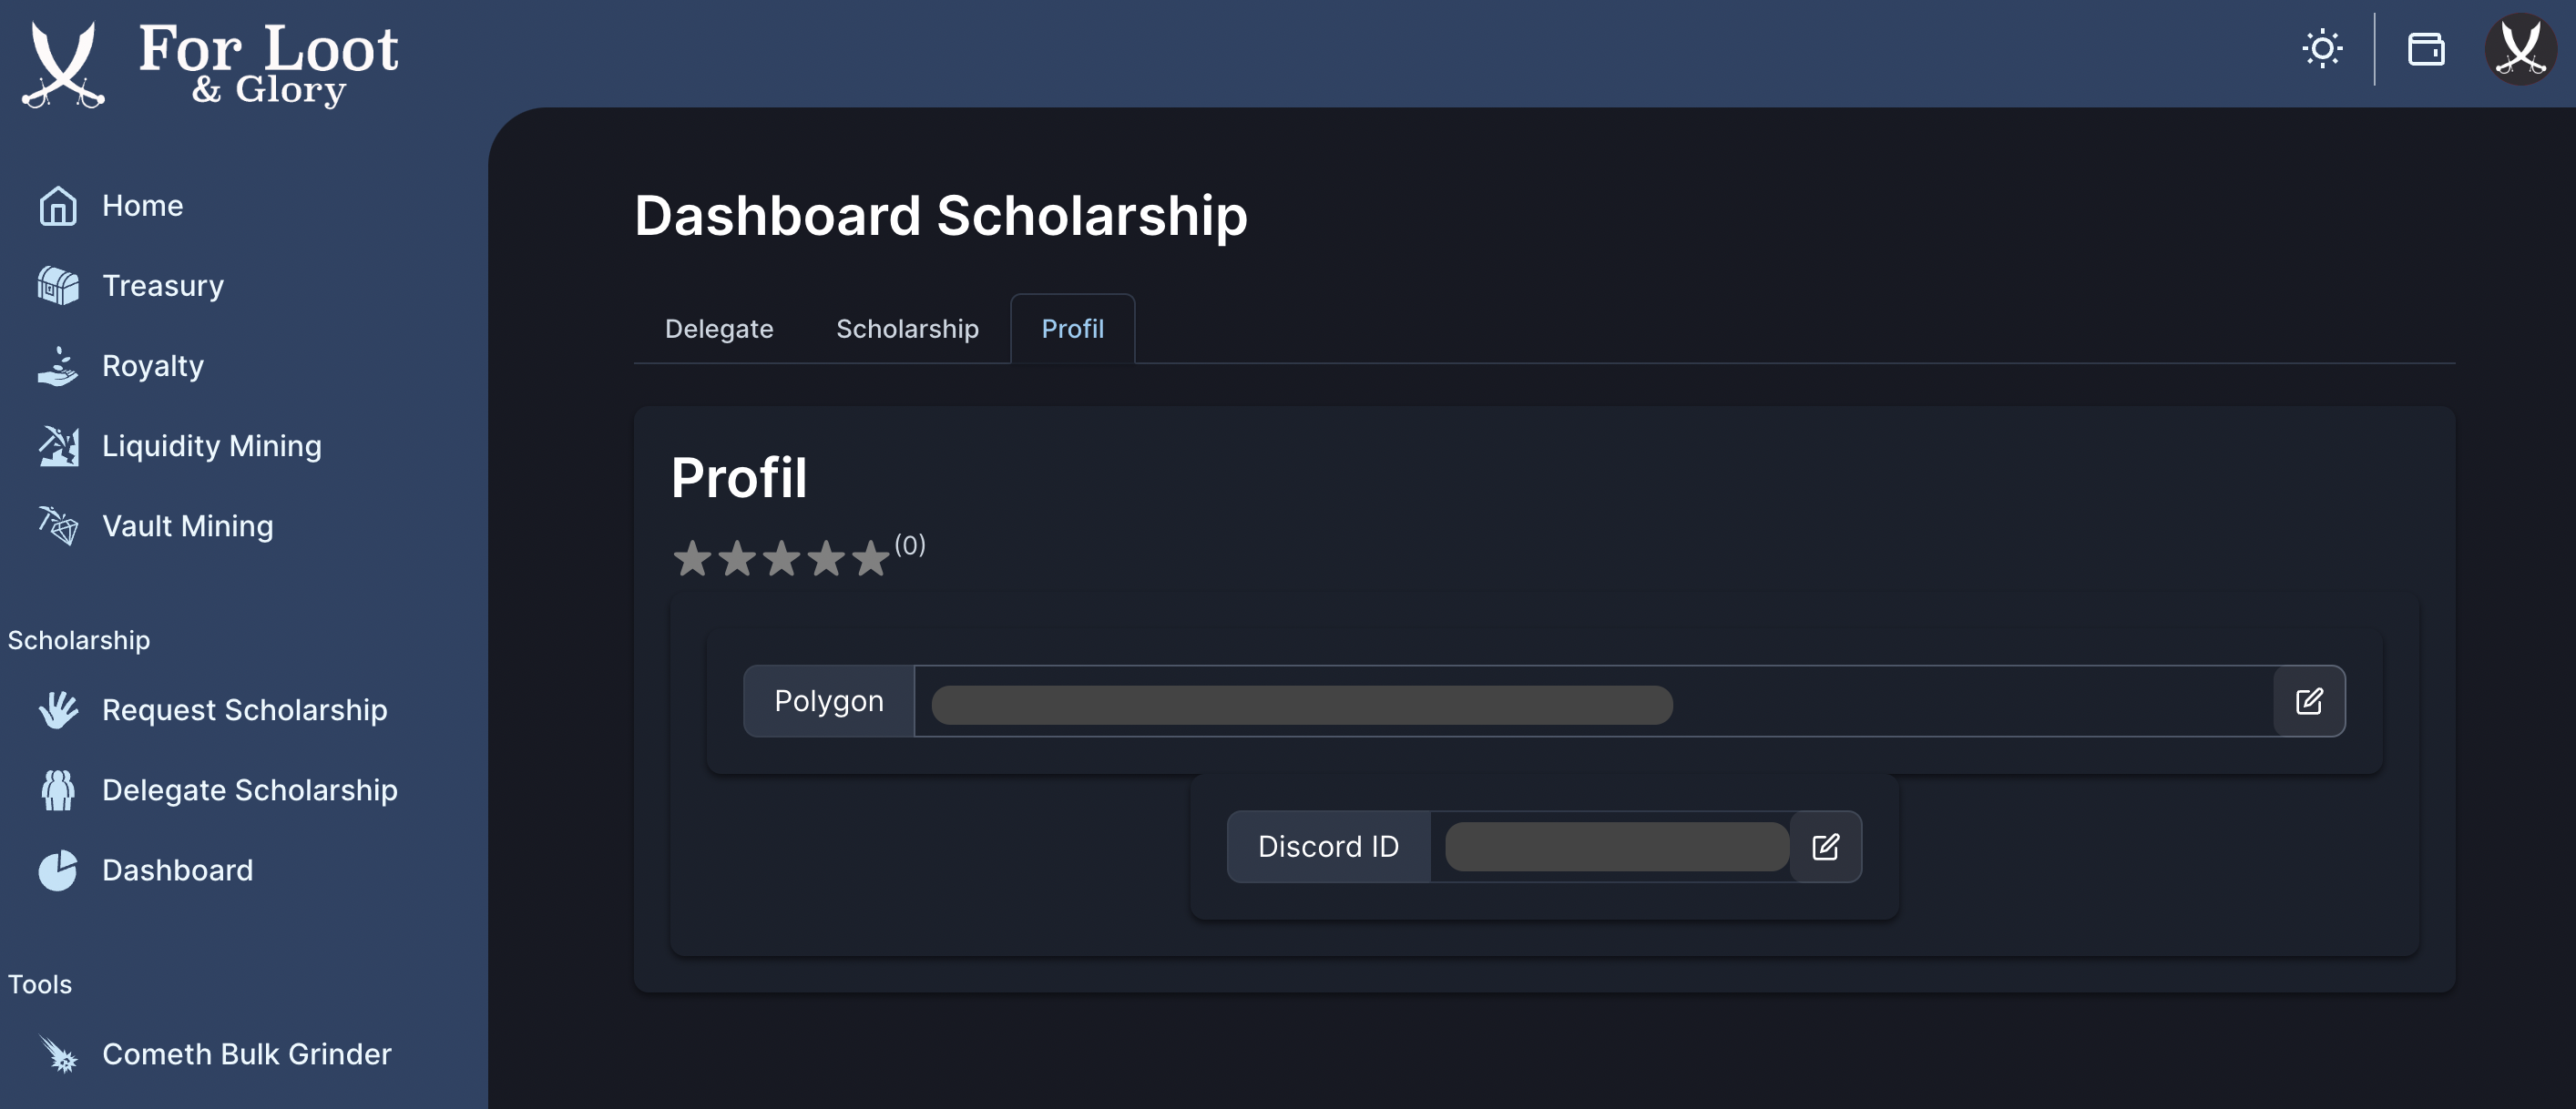 For Loot
& Glory
Home
Treasury
Royalty
Liquidity Mining
Vault Mining
Scholarship
Request Scholarship
Delegate Scholarship
Dashboard
Tools
Cometh Bulk Grinder
Dashboard Scholarship
Delegate Scholarship Profil
Profil
(0)
Polygon
Discord ID